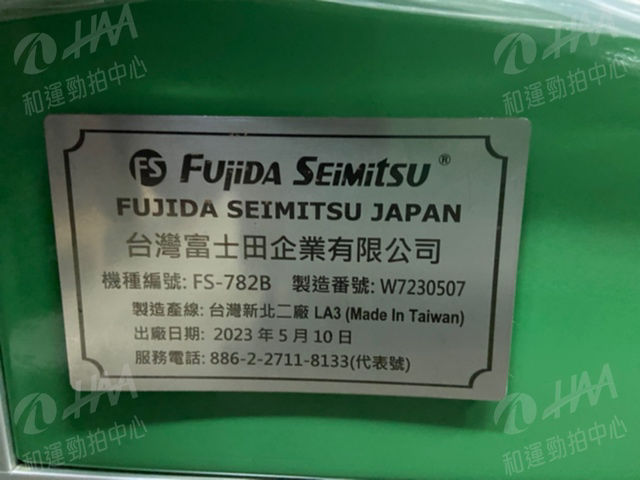 HAA
和運勁拍中心
HAA
和運勁拍中心
FS FUJIDA SEIMITSU ®
FUJIDA SEIMITSU JAPAN
台灣富士田企業有限公司
機種編號: FS-782B 製造番號: W7230507
製造產線: 台灣新北二廠 LA3 (Made In Taiwan)
出廠日期: 2023 年 5 月 10 日
服務電話: 886-2-2711-8133(代表號)
HAA
和運勁拍中心
HAA
和運勁拍中心